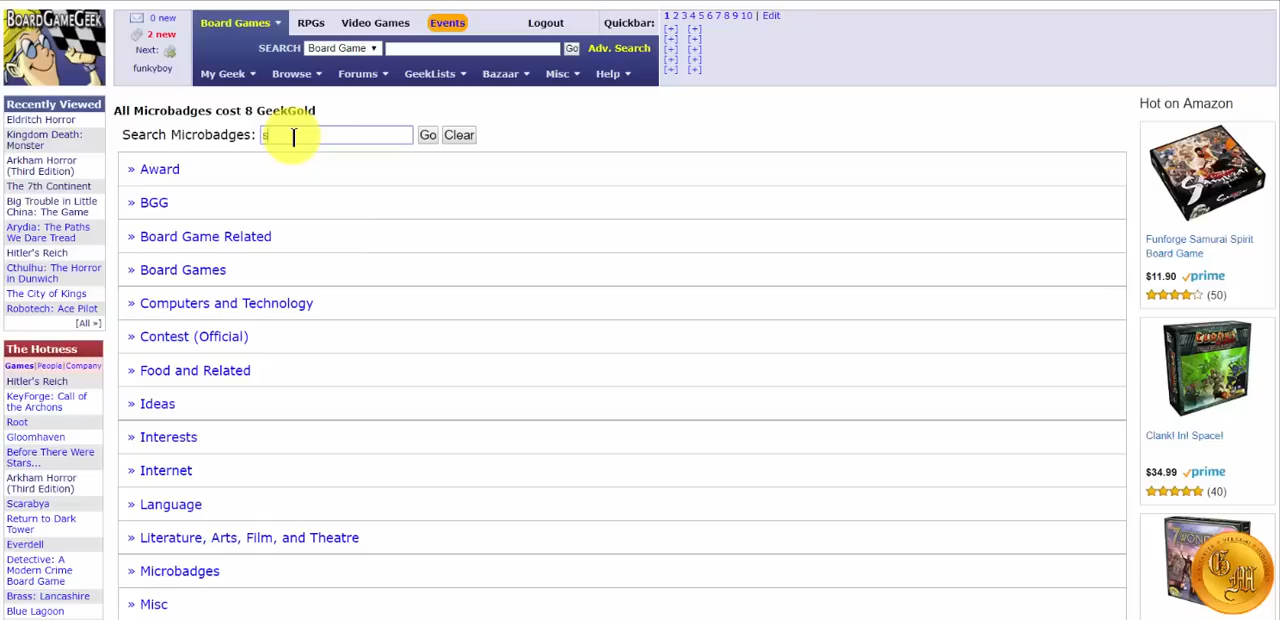 BOARDGAMEGEEK
0 new
2 new
Next:
funkyboy
Board Games ▾ RPGs Video Games Events Logout Quickbar:
1 2 3 4 5 6 7 8 9 10 | Edit
SEARCH Board Game ▾ Go Adv. Search
[+] [+]
[+] [+]
[+] [+]
[+] [+]
[+] [+]
My Geek ▾ Browse ▾ Forums ▾ GeekLists ▾ Bazaar ▾ Misc ▾ Help ▾
Recently Viewed
Eldritch Horror
Kingdom Death:
Monster
Arkham Horror
(Third Edition)
The 7th Continent
Big Trouble in Little
China: The Game
Arydia: The Paths
We Dare Tread
Hitler's Reich
Cthulhu: The Horror
in Dunwich
The City of Kings
Robotech: Ace Pilot
[All »]
The Hotness
Games|People|Company
Hitler's Reich
KeyForge: Call of
the Archons
Root
Gloomhaven
Before There Were
Stars...
Arkham Horror
(Third Edition)
Scarabya
Return to Dark
Tower
Everdell
Detective: A
Modern Crime
Board Game
Brass: Lancashire
Blue Lagoon
All Microbadges cost 8 GeekGold
Search Microbadges: s Go Clear
» Award
» BGG
» Board Game Related
» Board Games
» Computers and Technology
» Contest (Official)
» Food and Related
» Ideas
» Interests
» Internet
» Language
» Literature, Arts, Film, and Theatre
» Microbadges
» Misc
Hot on Amazon
Samurai
Funforge Samurai Spirit
Board Game
$11.90 prime
(50)
CLANK!
Clank! In! Space!
$34.99 prime
(40)
7 WONDERS
G M